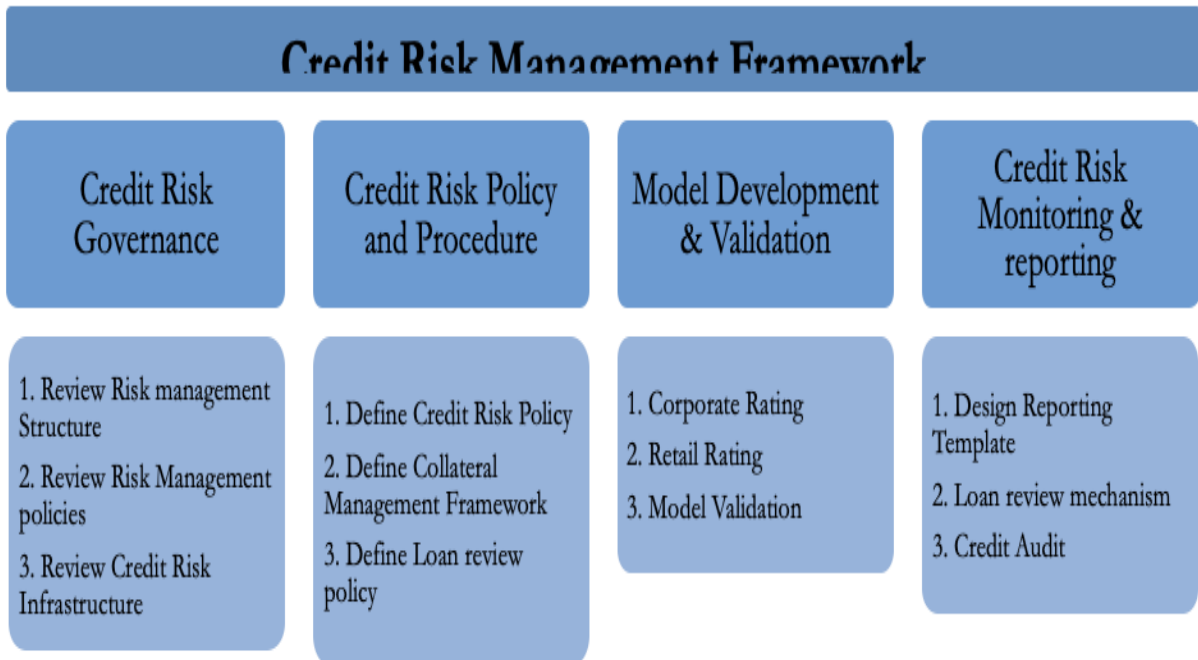 Credit Risk Management Framework
Credit Risk
Governance
Credit Risk Policy
and Procedure
Model Development
& Validation
Credit Risk
Monitoring &
reporting
1. Review Risk management
Structure
2. Review Risk Management
policies
3. Review Credit Risk
Infrastructure
1. Define Credit Risk Policy
2. Define Collateral
Management Framework
3. Define Loan review
policy
1. Corporate Rating
2. Retail Rating
3. Model Validation
1. Design Reporting
Template
2. Loan review mechanism
3. Credit Audit